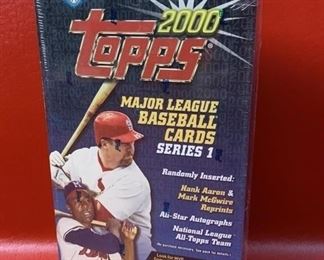 2000
Topps
MAJOR LEAGUE
BASEBALL
CARDS
SERIES 1
Randomly Inserted:
Hank Aaron &
Mark McGwire
Reprints
All-Star Autographs
National League
All-Topps Team